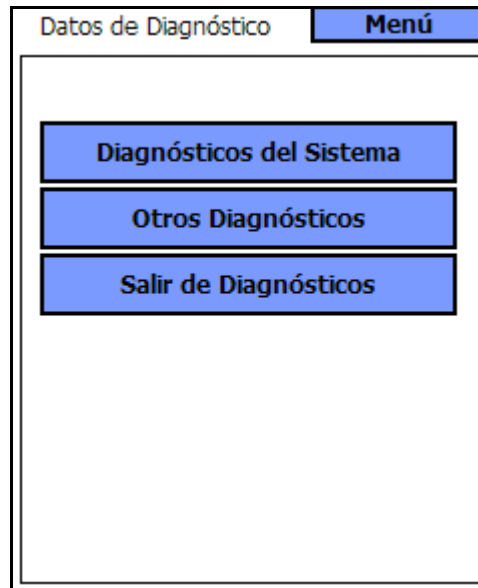 Datos de Diagnóstico
Menú
Diagnósticos del Sistema
Otros Diagnósticos
Salir de Diagnósticos